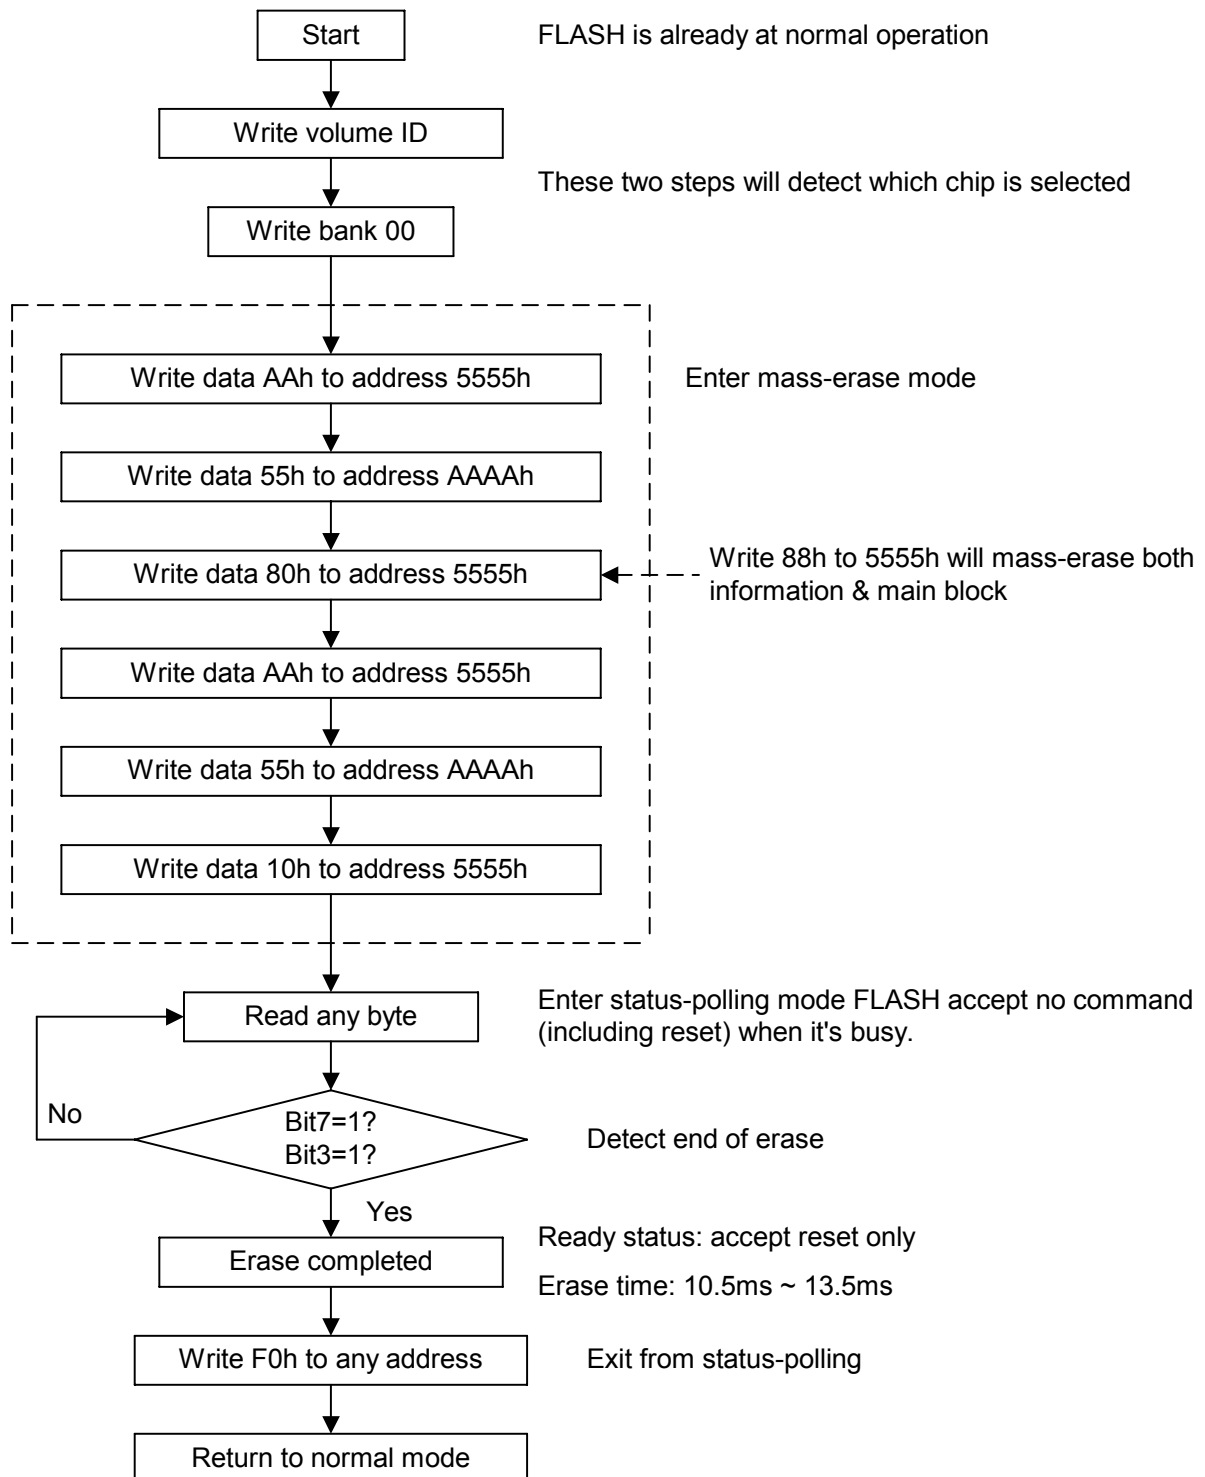 Start
FLASH is already at normal operation
Write volume ID
These two steps will detect which chip is selected
Write bank 00
Write data AAh to address 5555h
Enter mass-erase mode
Write data 55h to address AAAAh
Write data 80h to address 5555h
Write 88h to 5555h will mass-erase both
information & main block
Write data AAh to address 5555h
Write data 55h to address AAAAh
Write data 10h to address 5555h
Read any byte
Enter status-polling mode FLASH accept no command
(including reset) when it's busy.
No
Bit7=1?
Bit3=1?
Detect end of erase
Yes
Erase completed
Ready status: accept reset only
Erase time: 10.5ms ~ 13.5ms
Write F0h to any address
Exit from status-polling
Return to normal mode